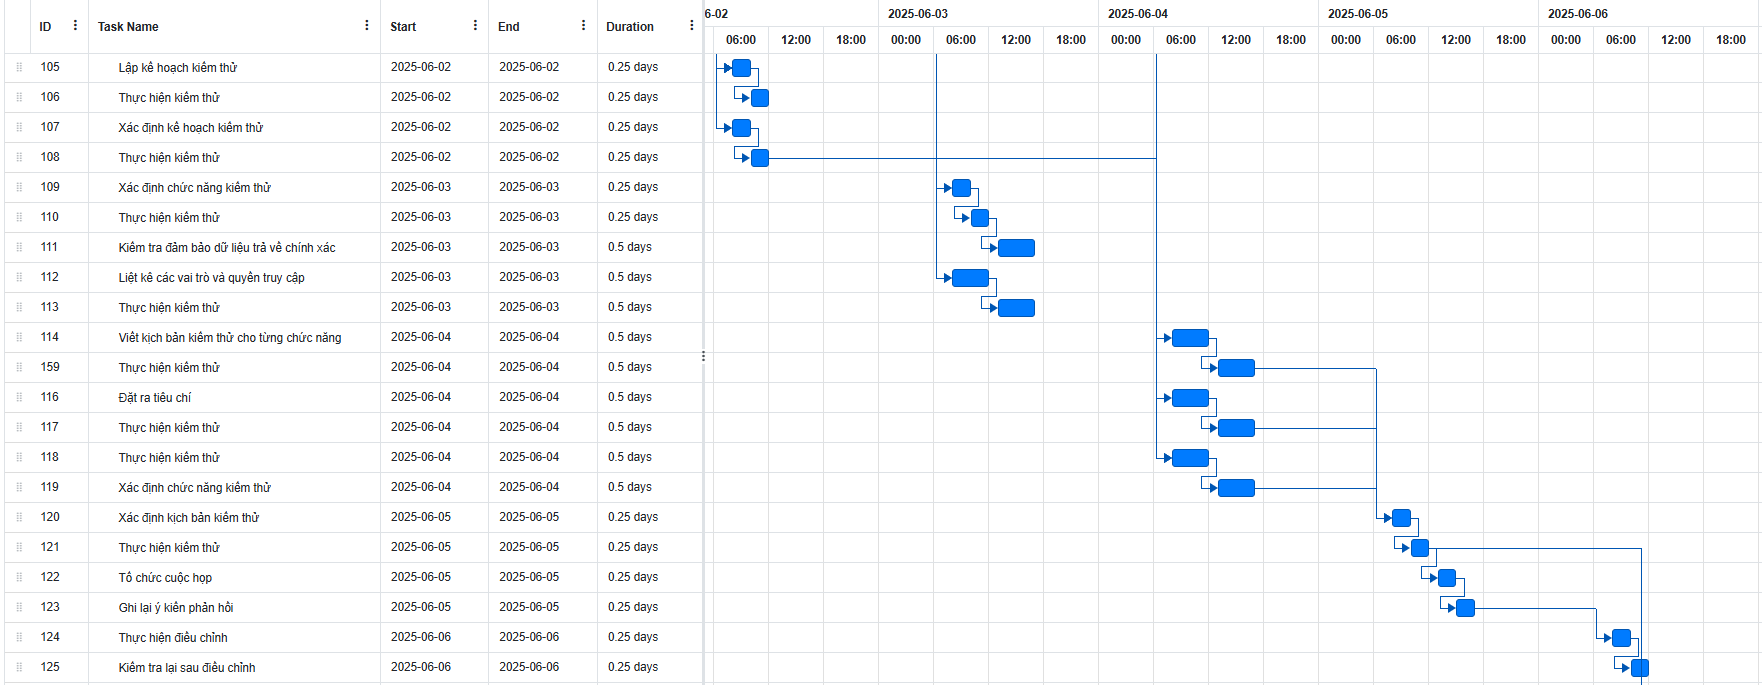 6-02 2025-06-03 2025-06-04 2025-06-05 2025-06-06
ID Task Name Start End Duration
06:00 12:00 18:00 00:00 06:00 12:00 18:00 00:00 06:00 12:00 18:00 00:00 06:00 12:00 18:00 00:00 06:00 12:00 18:00
105 Lập kế hoạch kiểm thử 2025-06-02 2025-06-02 0.25 days
106 Thực hiện kiểm thử 2025-06-02 2025-06-02 0.25 days
107 Xác định kế hoạch kiểm thử 2025-06-02 2025-06-02 0.25 days
108 Thực hiện kiểm thử 2025-06-02 2025-06-02 0.25 days
109 Xác định chức năng kiểm thử 2025-06-03 2025-06-03 0.25 days
110 Thực hiện kiểm thử 2025-06-03 2025-06-03 0.25 days
111 Kiểm tra đảm bảo dữ liệu trả về chính xác 2025-06-03 2025-06-03 0.5 days
112 Liệt kê các vai trò và quyền truy cập 2025-06-03 2025-06-03 0.5 days
113 Thực hiện kiểm thử 2025-06-03 2025-06-03 0.5 days
114 Viết kịch bản kiểm thử cho từng chức năng 2025-06-04 2025-06-04 0.5 days
159 Thực hiện kiểm thử 2025-06-04 2025-06-04 0.5 days
116 Đặt ra tiêu chí 2025-06-04 2025-06-04 0.5 days
117 Thực hiện kiểm thử 2025-06-04 2025-06-04 0.5 days
118 Thực hiện kiểm thử 2025-06-04 2025-06-04 0.5 days
119 Xác định chức năng kiểm thử 2025-06-04 2025-06-04 0.5 days
120 Xác định kịch bản kiểm thử 2025-06-05 2025-06-05 0.25 days
121 Thực hiện kiểm thử 2025-06-05 2025-06-05 0.25 days
122 Tổ chức cuộc họp 2025-06-05 2025-06-05 0.25 days
123 Ghi lại ý kiến phản hồi 2025-06-05 2025-06-05 0.25 days
124 Thực hiện điều chỉnh 2025-06-06 2025-06-06 0.25 days
125 Kiểm tra lại sau điều chỉnh 2025-06-06 2025-06-06 0.25 days